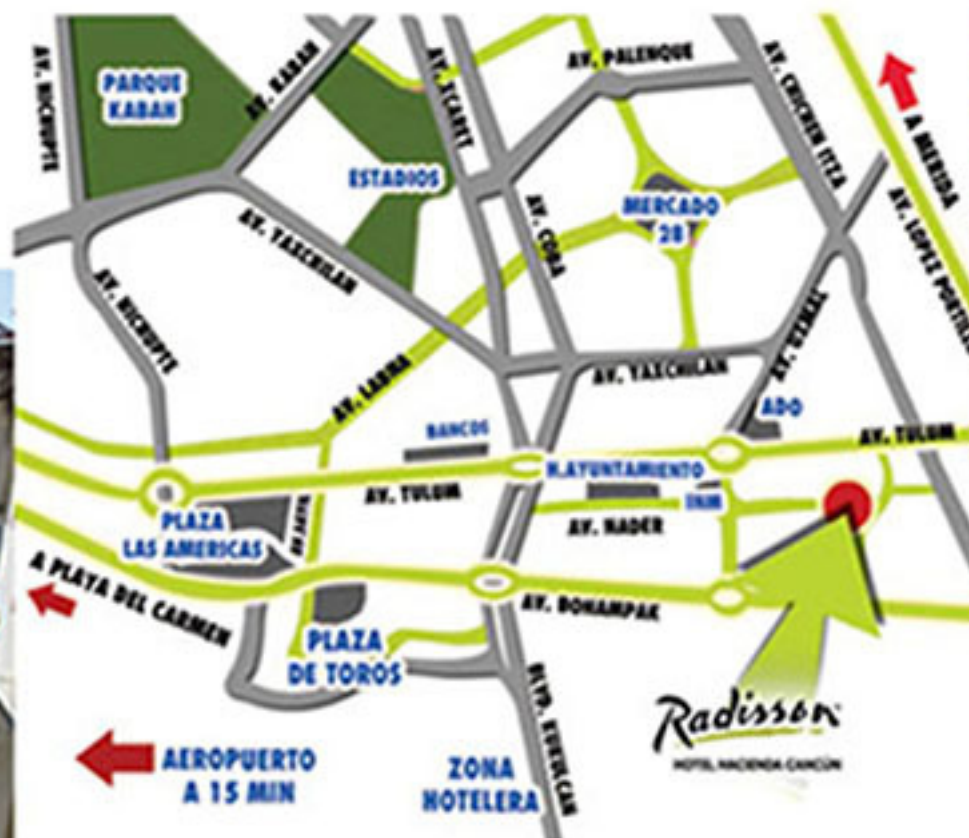 AV. NICHUPTE
PARQUE
KABAH
AV. KABAH
AV. XCARET
AV. PALENQUE
AV. CHICHEN ITZA
A MERIDA
ESTADIOS
MERCADO
28
AV. COBA
AV. YAXCHILAN
AV. LOPEZ PORTILL
AV. NICHUPTE
AV. UXMAL
AV. YAXCHILAN
AV. LABNA
ADO
BANCOS
AV. TULUM
H.AYUNTAMIENTO
AV. TULUM
INM
PLAZA
LAS AMERICAS
AV. NADER
A PLAYA DEL CARMEN
AV. BONAMPAK
PLAZA
DE TOROS
BLVD. KUKULCAN
Radisson
HOTEL HACIENDA CANCÚN
AEROPUERTO
A 15 MIN
ZONA
HOTELERA